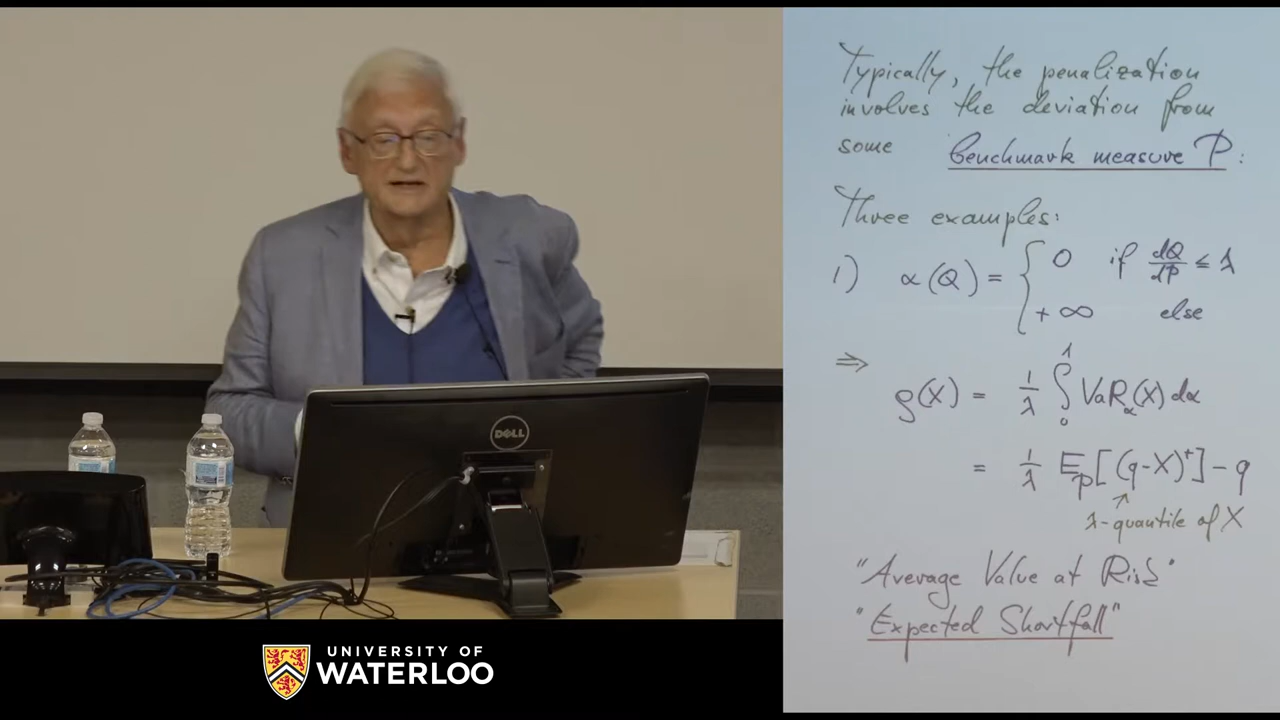 Typically, the penalization
involves the deviation from
some benchmark measure P:
Three examples:
1) α(Q) = { 0 if dQ/dP ≤ λ
+∞ else
⇒ ρ(X) = 1/λ ∫₀^λ VaR_α(X) dα
= 1/λ E_P[(q-X)⁺] - q
↑
λ-quantile of X
"Average Value at Risk"
"Expected Shortfall"
DELL
UNIVERSITY OF
WATERLOO